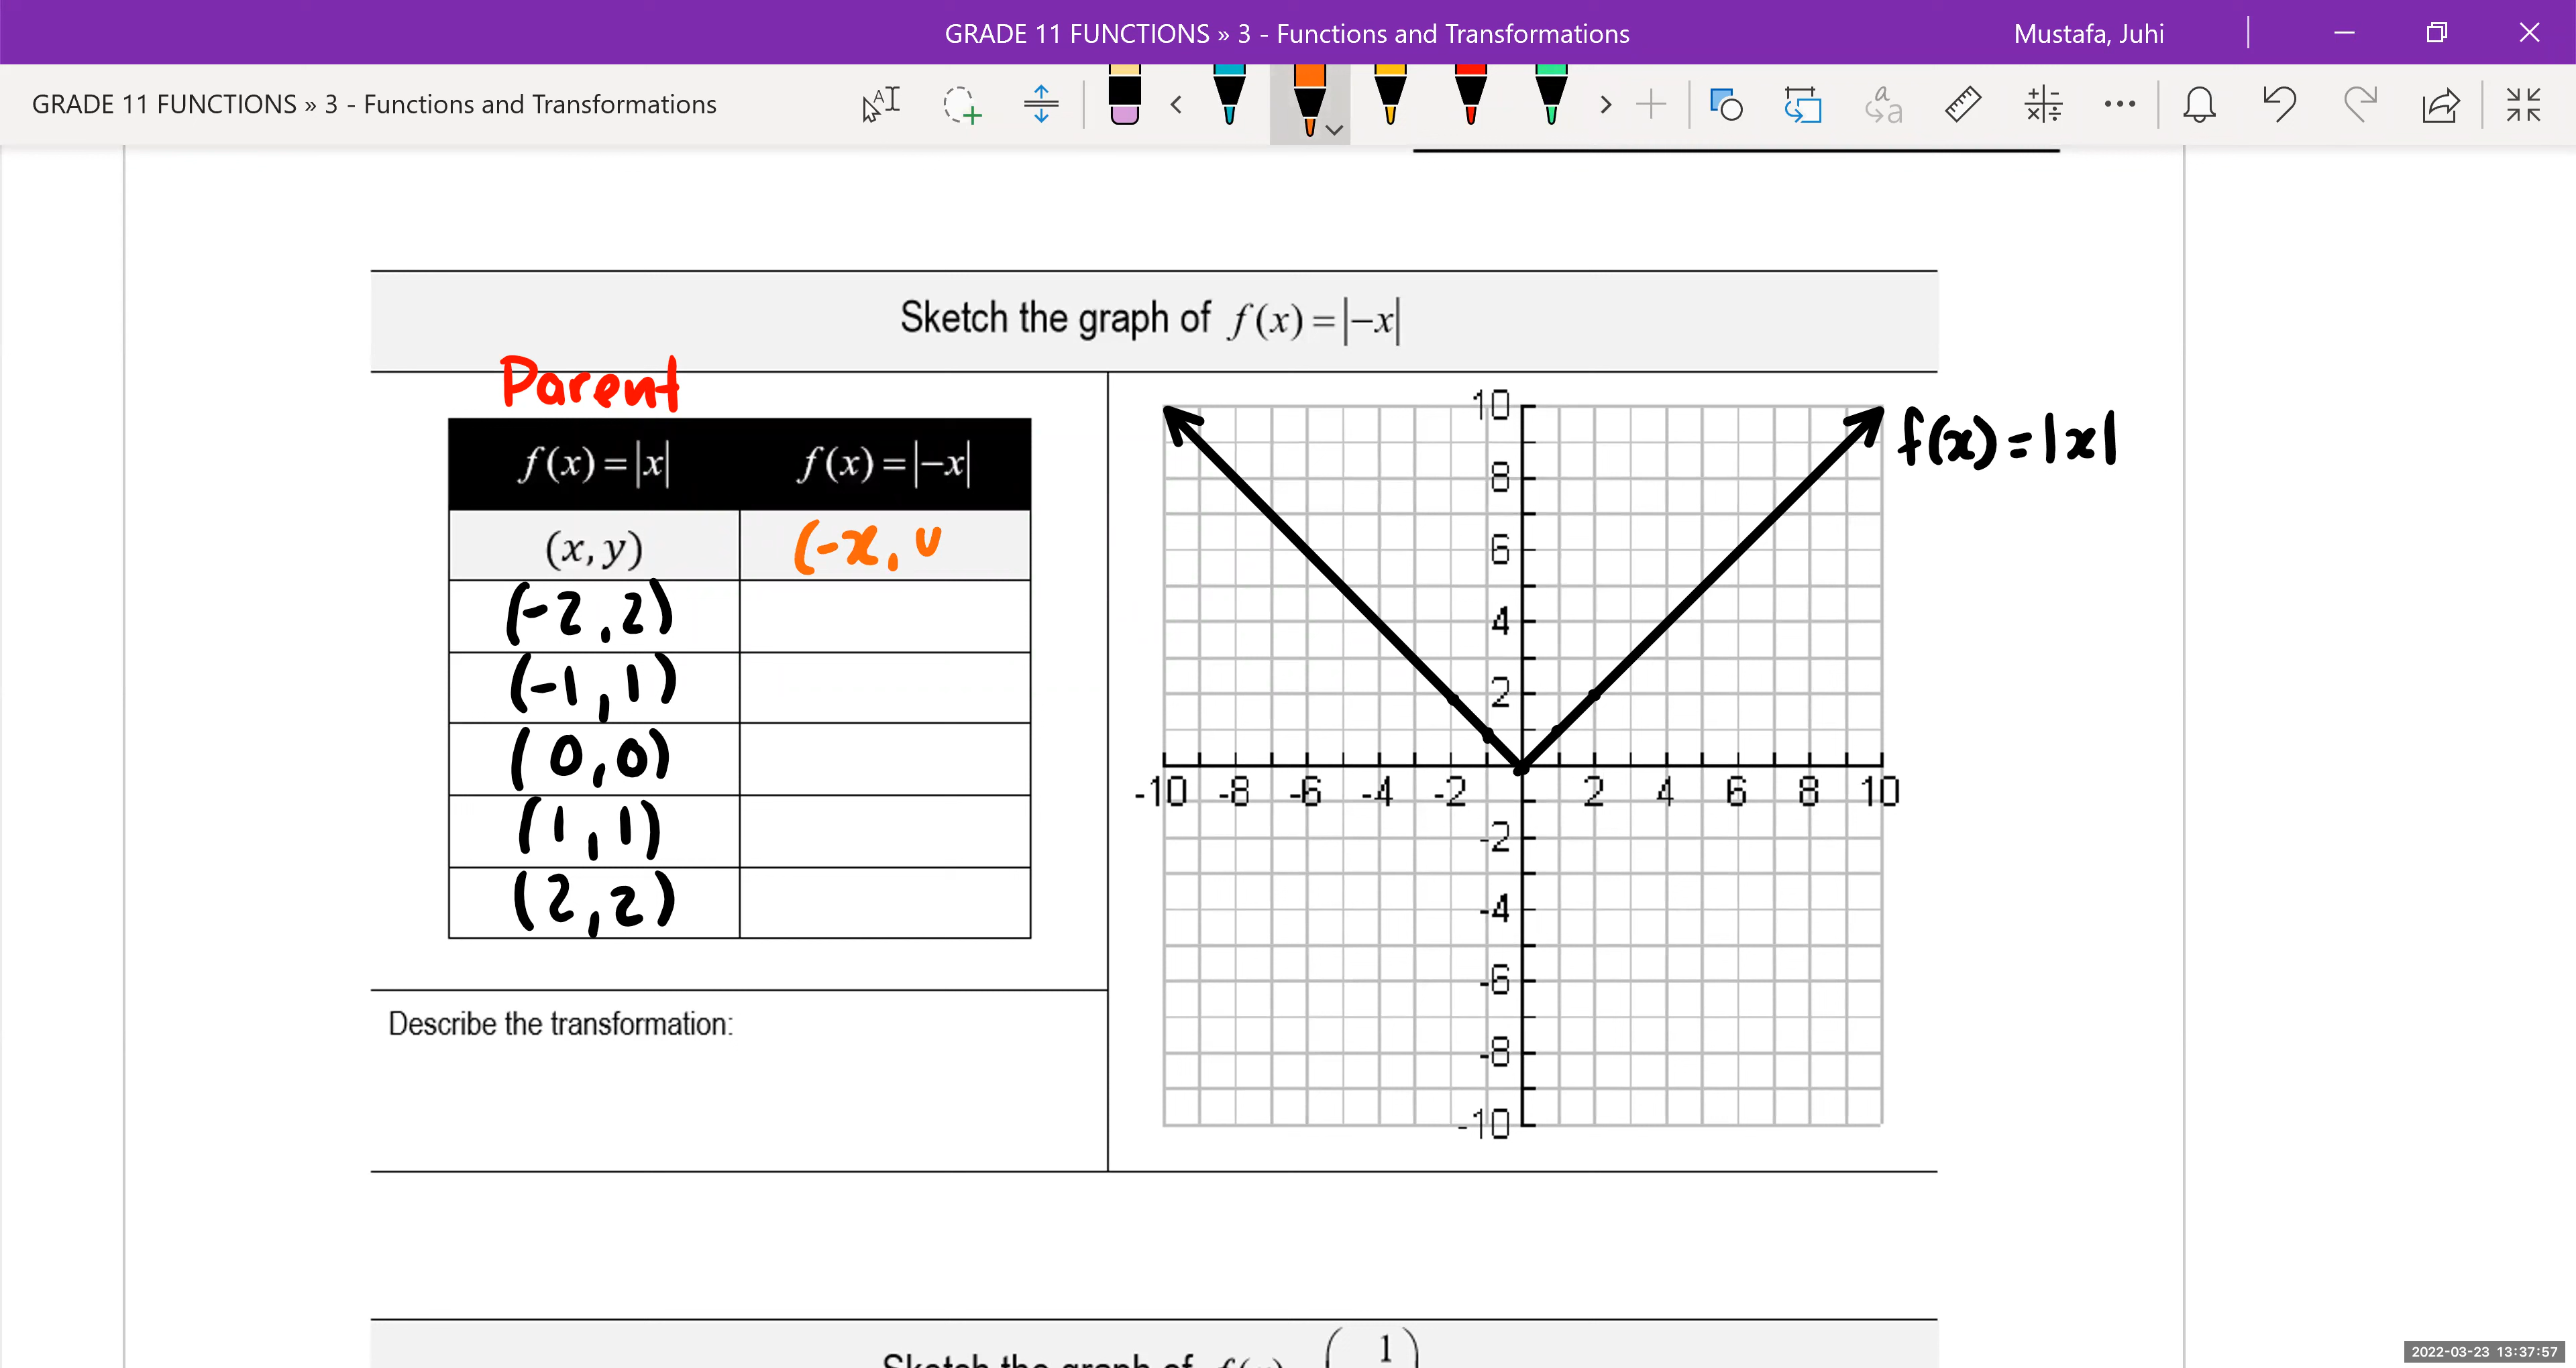 GRADE 11 FUNCTIONS » 3 - Functions and Transformations
Mustafa, Juhi
GRADE 11 FUNCTIONS » 3 - Functions and Transformations
Sketch the graph of f(x) = |−x|
Parent
f(x) = |x| f(x) = |−x|
(x, y) (-x,
(-2, 2)
(-1, 1)
(0, 0)
(1, 1)
(2, 2)
Describe the transformation:
f(x) = |x|
10
8
6
4
2
-10 -8 -6 -4 -2 2 4 6 8 10
-2
-4
-6
-8
-10
2022-03-23 13:37:57